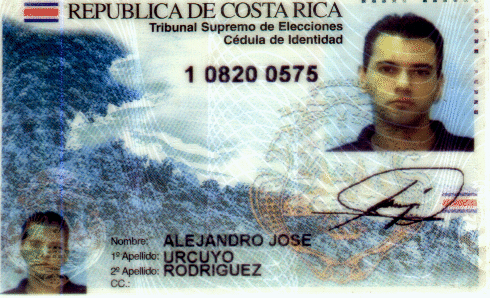 REPUBLICA DE COSTA RICA
Tribunal Supremo de Elecciones
Cédula de Identidad
1 0820 0575
Nombre: ALEJANDRO JOSE
1º Apellido: URCUYO
2º Apellido: RODRIGUEZ
CC.: